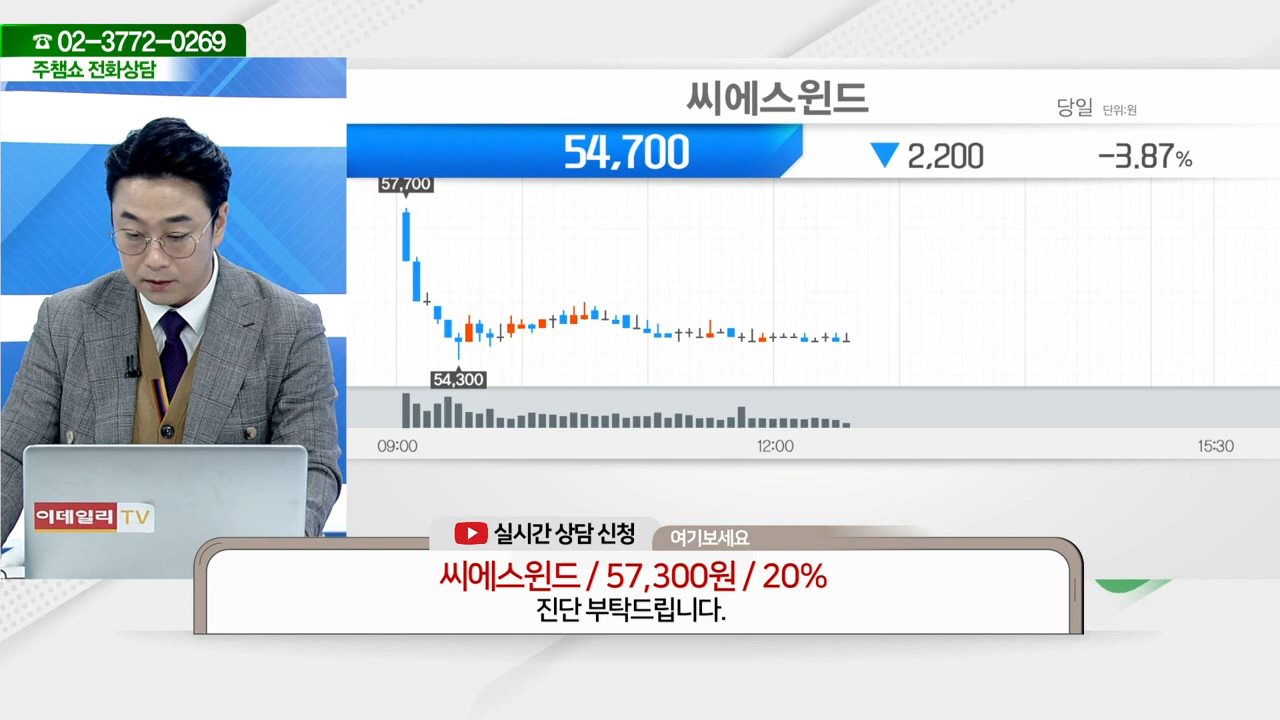 ☎ 02-3772-0269
주챔쇼 전화상담
씨에스윈드
당일 단위:원
54,700 ▼ 2,200 -3.87%
57,700
54,300
09:00 12:00 15:30
이데일리 TV
실시간 상담 신청 여기보세요
씨에스윈드 / 57,300원 / 20%
진단 부탁드립니다.